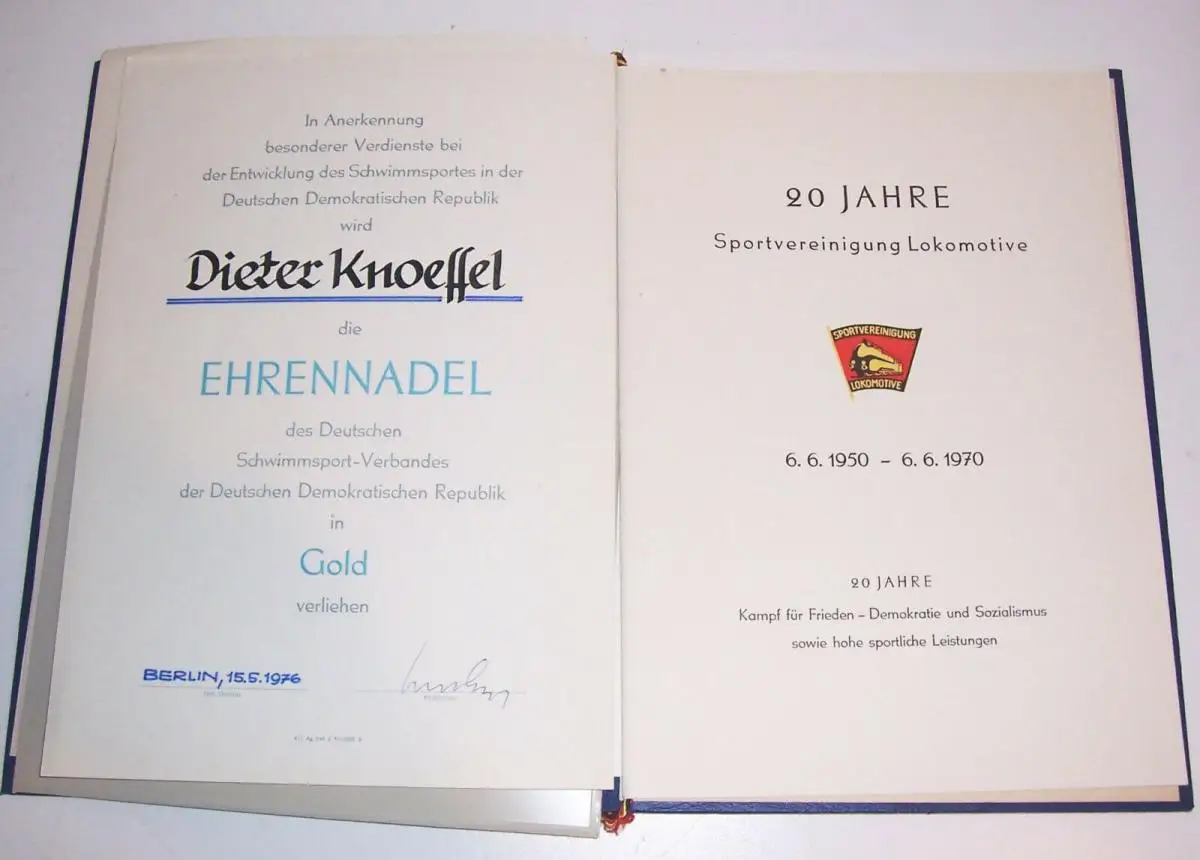 In Anerkennung
besonderer Verdienste bei
der Entwicklung des Schwimmsportes in der
Deutschen Demokratischen Republik
wird
Dieter Knoeffel
die
EHRENNADEL
des Deutschen
Schwimmsport-Verbandes
der Deutschen Demokratischen Republik
in
Gold
verliehen
BERLIN, 15.5.1976
20 JAHRE
Sportvereinigung Lokomotive
SPORTVEREINIGUNG
LOKOMOTIVE
6. 6. 1950 – 6. 6. 1970
20 JAHRE
Kampf für Frieden – Demokratie und Sozialismus
sowie hohe sportliche Leistungen